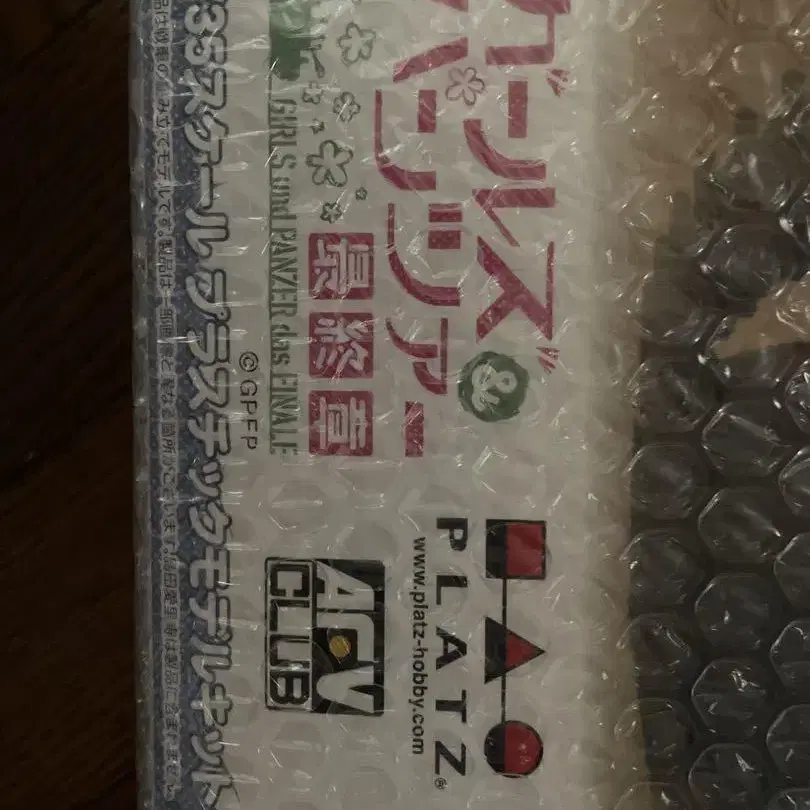 ガールズ
&
パンツァー
最終章
GIRLS und PANZER das FINALE
©GPFP
PLATZ®
www.platz-hobby.com
AFV
CLUB
35スケール プラスチックモデルキット